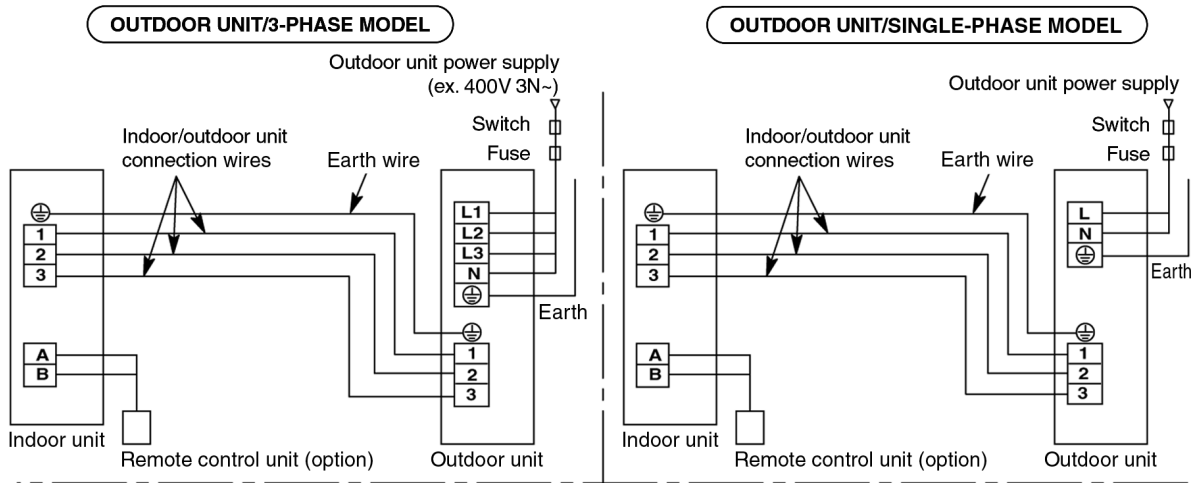 OUTDOOR UNIT/3-PHASE MODEL
Outdoor unit power supply
(ex. 400V 3N~)
Switch
Fuse
Indoor/outdoor unit
connection wires
Earth wire
1
2
3
A
B
L1
L2
L3
N
Earth
1
2
3
Indoor unit
Remote control unit (option)
Outdoor unit
OUTDOOR UNIT/SINGLE-PHASE MODEL
Outdoor unit power supply
Switch
Fuse
Indoor/outdoor unit
connection wires
Earth wire
1
2
3
A
B
L
N
Earth
1
2
3
Indoor unit
Remote control unit (option)
Outdoor unit